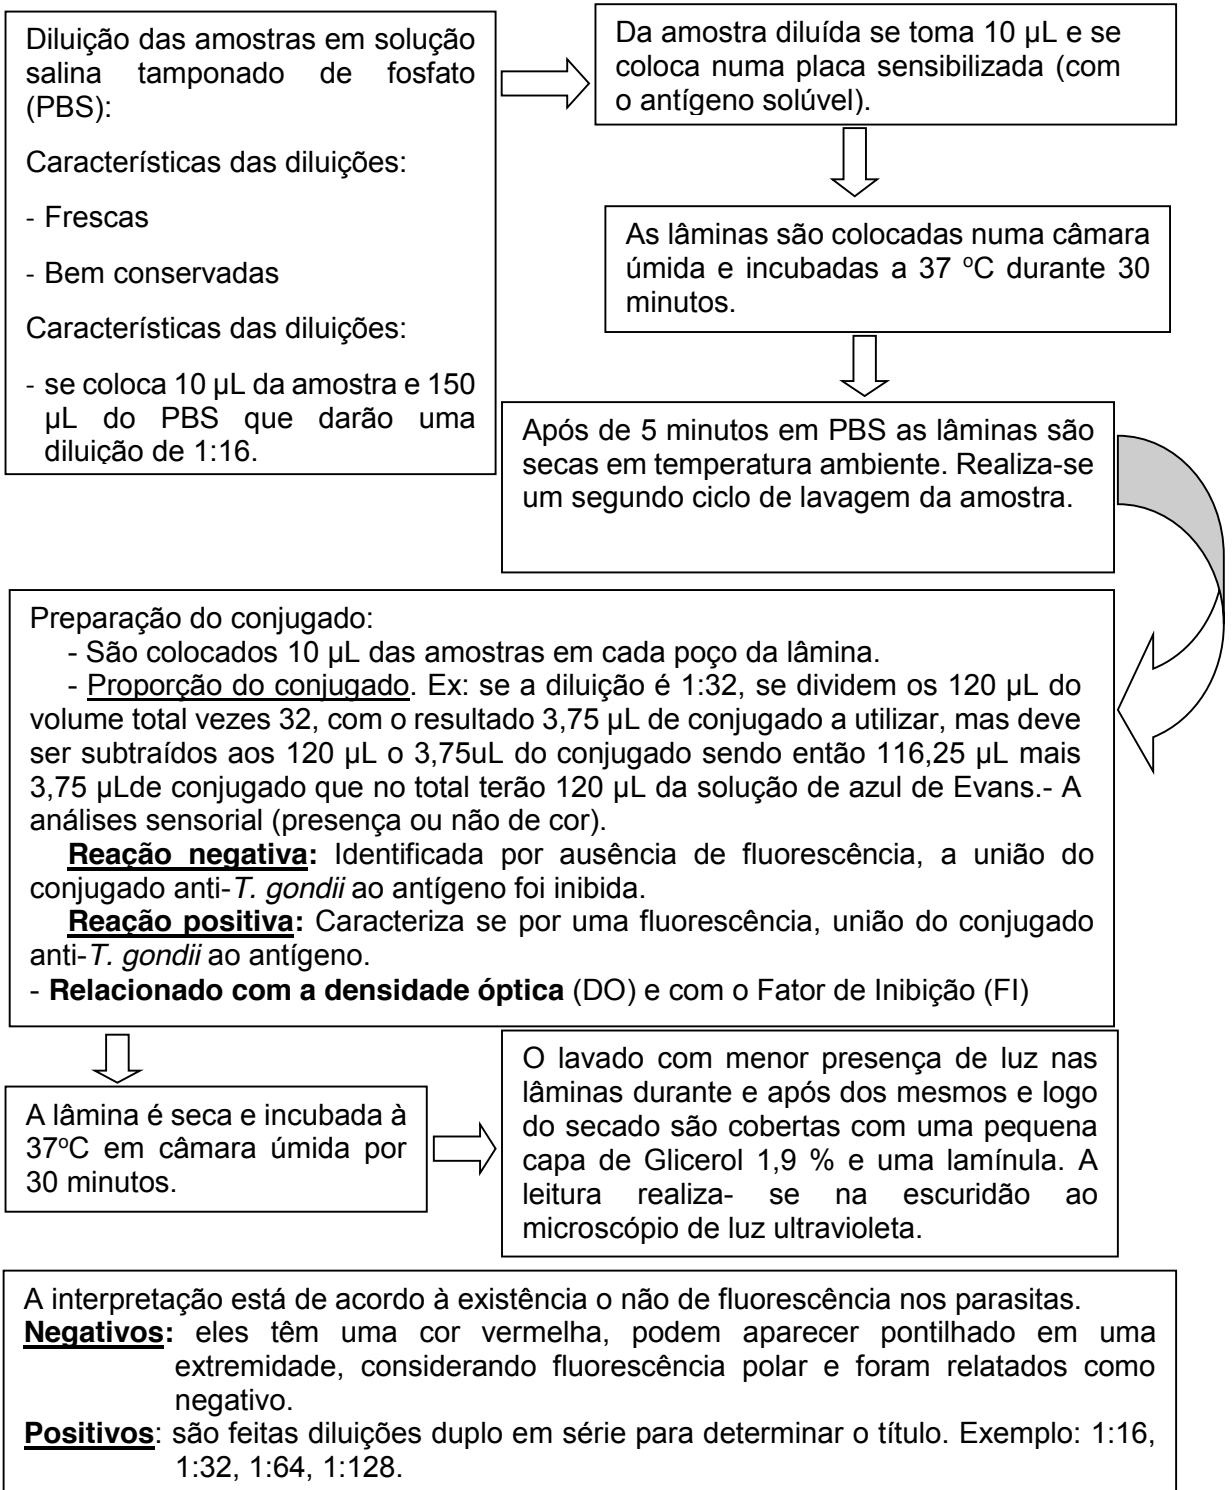 Diluição das amostras em solução
salina tamponado de fosfato
(PBS):
Características das diluições:
- Frescas
- Bem conservadas
Características das diluições:
- se coloca 10 µL da amostra e 150
µL do PBS que darão uma
diluição de 1:16.
Da amostra diluída se toma 10 µL e se
coloca numa placa sensibilizada (com
o antígeno solúvel).
As lâminas são colocadas numa câmara
úmida e incubadas a 37 ºC durante 30
minutos.
Após de 5 minutos em PBS as lâminas são
secas em temperatura ambiente. Realiza-se
um segundo ciclo de lavagem da amostra.
Preparação do conjugado:
- São colocados 10 µL das amostras em cada poço da lâmina.
- Proporção do conjugado. Ex: se a diluição é 1:32, se dividem os 120 µL do
volume total vezes 32, com o resultado 3,75 µL de conjugado a utilizar, mas deve
ser subtraídos aos 120 µL o 3,75uL do conjugado sendo então 116,25 µL mais
3,75 µLde conjugado que no total terão 120 µL da solução de azul de Evans.- A
análises sensorial (presença ou não de cor).
Reação negativa: Identificada por ausência de fluorescência, a união do
conjugado anti-T. gondii ao antígeno foi inibida.
Reação positiva: Caracteriza se por uma fluorescência, união do conjugado
anti-T. gondii ao antígeno.
- Relacionado com a densidade óptica (DO) e com o Fator de Inibição (FI)
A lâmina é seca e incubada à
37ºC em câmara úmida por
30 minutos.
O lavado com menor presença de luz nas
lâminas durante e após dos mesmos e logo
do secado são cobertas com uma pequena
capa de Glicerol 1,9 % e uma lamínula. A
leitura realiza- se na escuridão ao
microscópio de luz ultravioleta.
A interpretação está de acordo à existência o não de fluorescência nos parasitas.
Negativos: eles têm uma cor vermelha, podem aparecer pontilhado em uma
extremidade, considerando fluorescência polar e foram relatados como
negativo.
Positivos: são feitas diluições duplo em série para determinar o título. Exemplo: 1:16,
1:32, 1:64, 1:128.